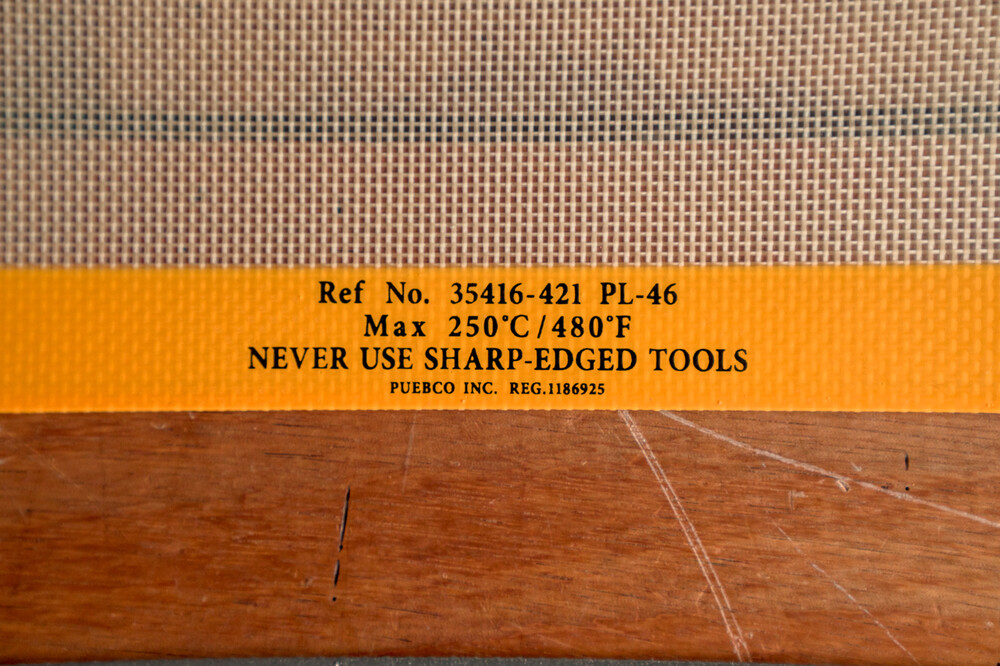 Ref No. 35416-421 PL-46
Max 250°C/480°F
NEVER USE SHARP-EDGED TOOLS
PUEBCO INC. REG.1186925